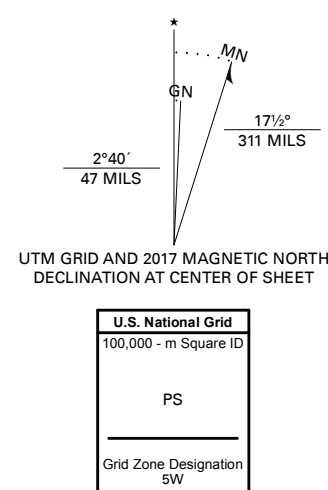 ★
MN
GN
17½°
311 MILS
2°40´
47 MILS
UTM GRID AND 2017 MAGNETIC NORTH
DECLINATION AT CENTER OF SHEET
U.S. National Grid
100,000 - m Square ID
PS
Grid Zone Designation
5W